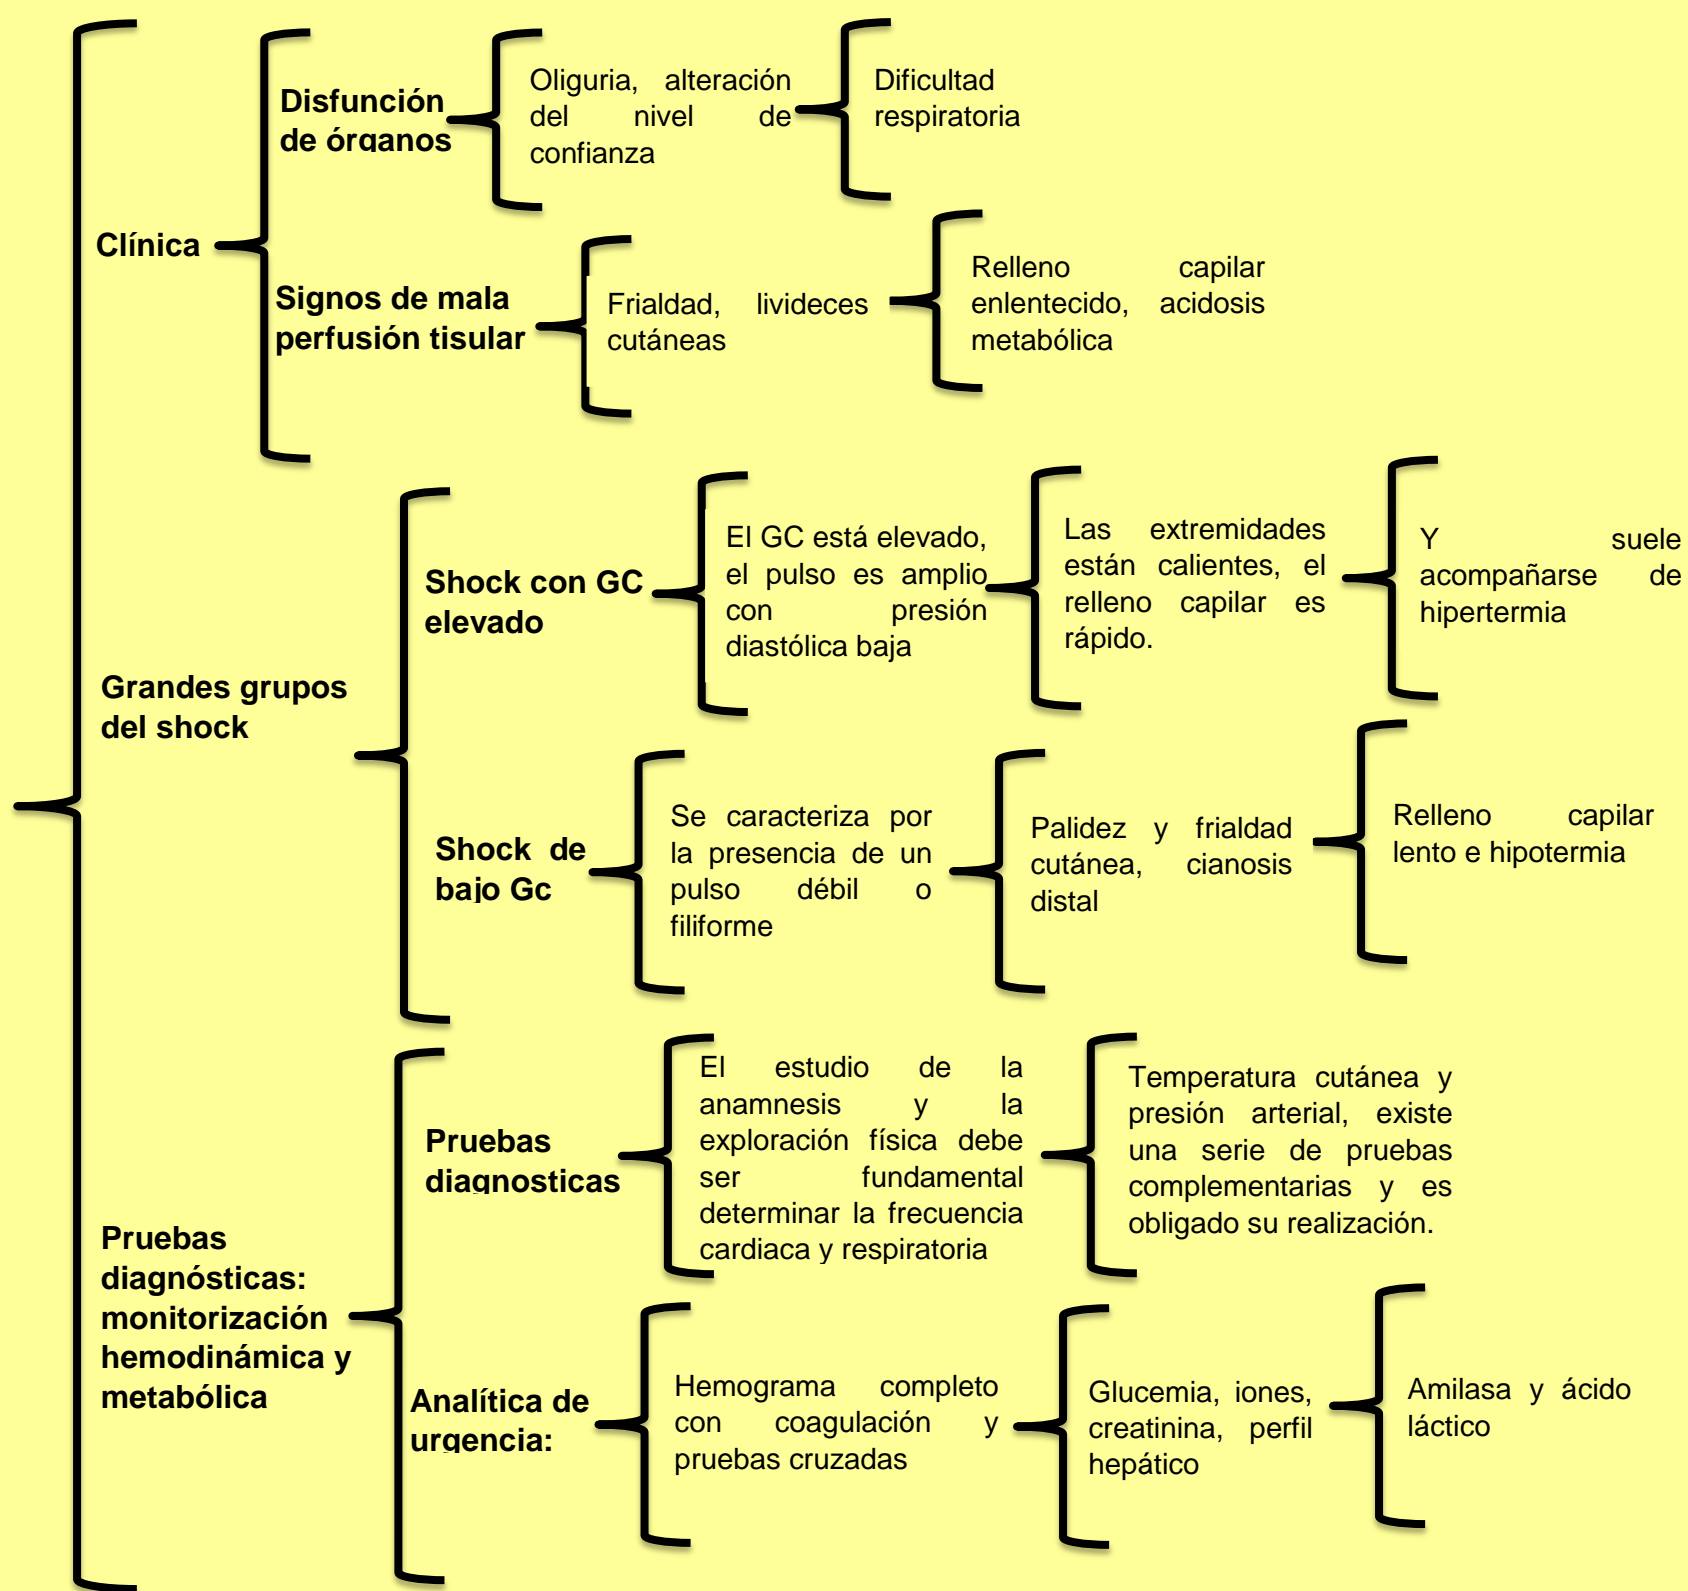 Clínica
Disfunción
de órganos
Oliguria, alteración
del nivel de
confianza
Dificultad
respiratoria
Signos de mala
perfusión tisular
Frialdad, livideces
cutáneas
Relleno capilar
enlentecido, acidosis
metabólica
Grandes grupos
del shock
Shock con GC
elevado
El GC está elevado,
el pulso es amplio
con presión
diastólica baja
Las extremidades
están calientes, el
relleno capilar es
rápido.
Y suele
acompañarse de
hipertermia
Shock de
bajo Gc
Se caracteriza por
la presencia de un
pulso débil o
filiforme
Palidez y frialdad
cutánea, cianosis
distal
Relleno capilar
lento e hipotermia
Pruebas
diagnósticas:
monitorización
hemodinámica y
metabólica
Pruebas
diagnosticas
El estudio de la
anamnesis y la
exploración física debe
ser fundamental
determinar la frecuencia
cardiaca y respiratoria
Temperatura cutánea y
presión arterial, existe
una serie de pruebas
complementarias y es
obligado su realización.
Analítica de
urgencia:
Hemograma completo
con coagulación y
pruebas cruzadas
Glucemia, iones,
creatinina, perfil
hepático
Amilasa y ácido
láctico